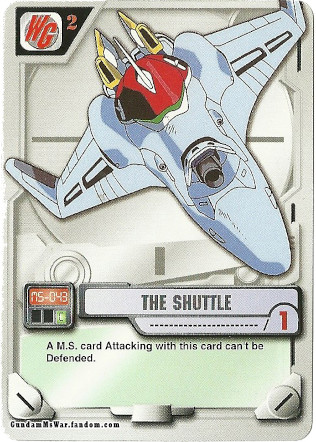 WG 2
THE SHUTTLE
MS-043
/1
A M.S. card Attacking with this card can't be
Defended.
GundamMsWar.fandom.com